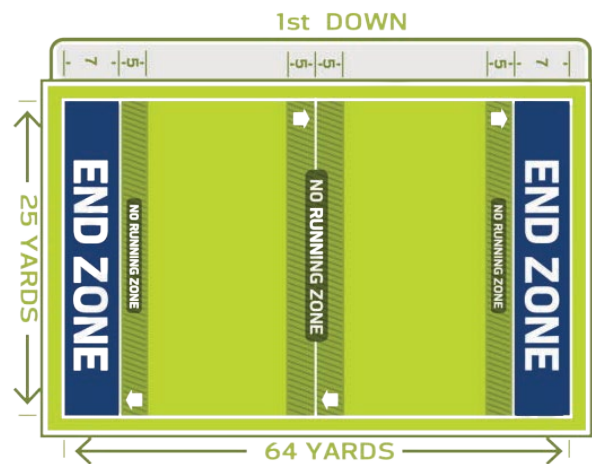 1st DOWN
- 7 -
-5-
-5-
-5-
-5-
- 7 -
END ZONE
NO RUNNING ZONE
NO RUNNING ZONE
NO RUNNING ZONE
END ZONE
25 YARDS
64 YARDS